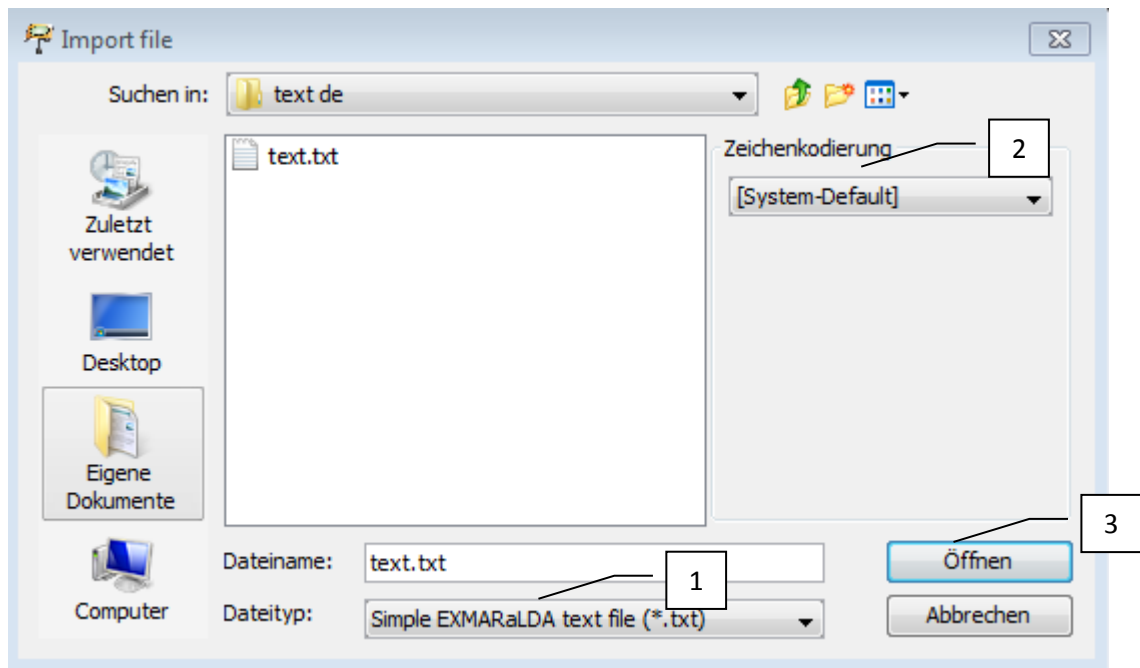 Import file
Suchen in:
text de
text.txt
Zeichenkodierung
2
[System-Default]
Zuletzt
verwendet
Desktop
Eigene
Dokumente
Computer
3
Dateiname:
text.txt
Öffnen
1
Dateityp:
Simple EXMARaLDA text file (*.txt)
Abbrechen